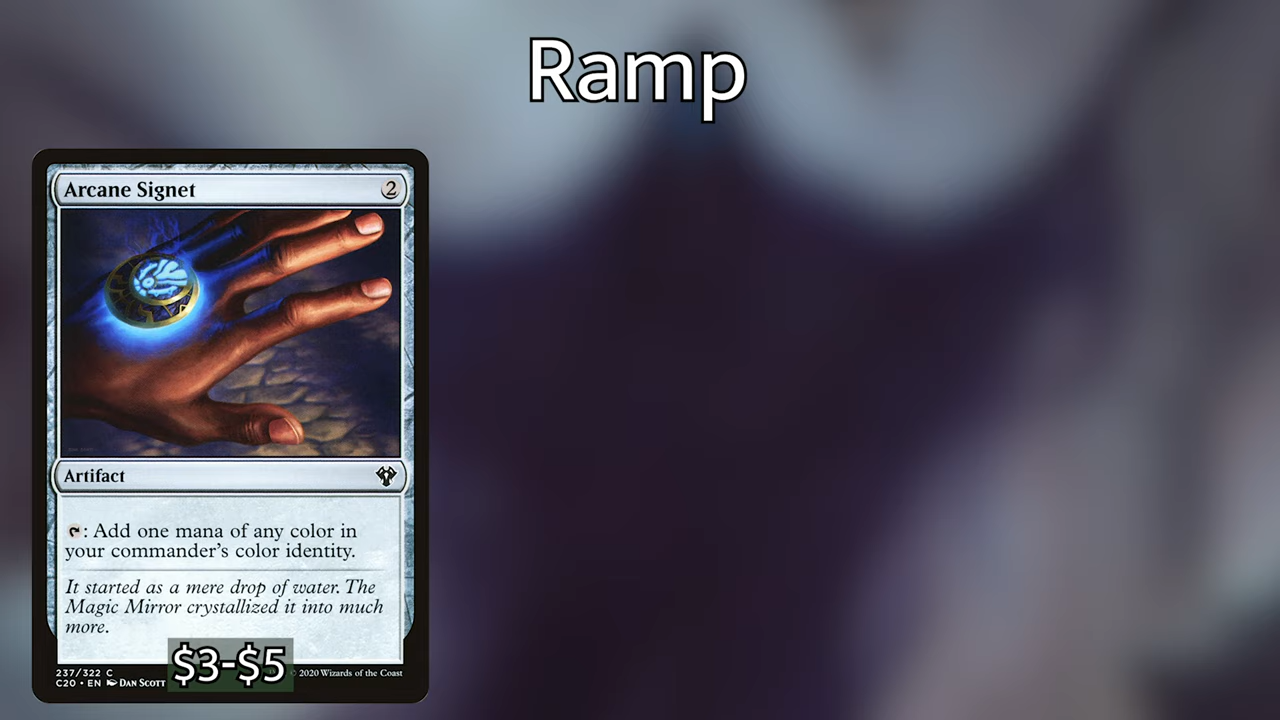 Ramp
Arcane Signet 2
Artifact
: Add one mana of any color in
your commander's color identity.
It started as a mere drop of water. The
Magic Mirror crystallized it into much
more.
$3-$5
237/322 C
C20 • EN DAN SCOTT © 2020 Wizards of the Coast